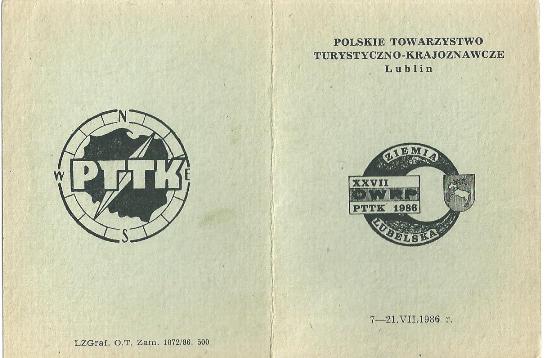 N
W PTTK E
S
LZGraf. O.T. Zam. 1072/86. 500
POLSKIE TOWARZYSTWO
TURYSTYCZNO-KRAJOZNAWCZE
Lublin
ZIEMIA
XXVII
OWRP
PTTK 1986
LUBELSKA
7—21.VII.1986 r.